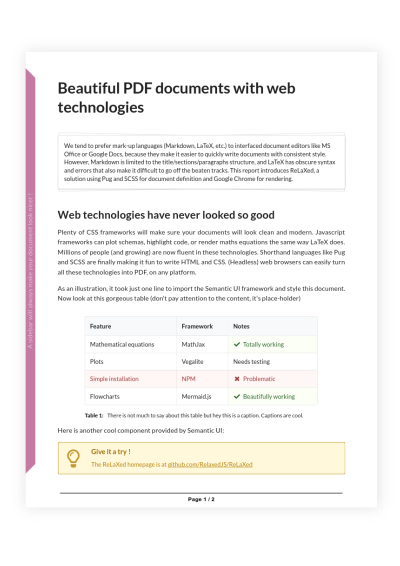 Beautiful PDF documents with web
technologies
We tend to prefer mark-up languages (Markdown, LaTeX, etc.) to interfaced document editors like MS
Office or Google Docs, because they make it easier to quickly write documents with consistent style.
However, Markdown is limited to the title/sections/paragraphs structure, and LaTeX has obscure syntax
and errors that also make it difficult to go off the beaten tracks. This report introduces ReLaXed, a
solution using Pug and SCSS for document definition and Google Chrome for rendering.
Web technologies have never looked so good
Plenty of CSS frameworks will make sure your documents will look clean and modern. Javascript
frameworks can plot schemas, highlight code, or render maths equations the same way LaTeX does.
Millions of people (and growing) are now fluent in these technologies. Shorthand languages like Pug
and SCSS are finally making it fun to write HTML and CSS. (Headless) web browsers can easily turn
all these technologies into PDF, on any platform.
As an illustration, it took just one line to import the Semantic UI framework and style this document.
Now look at this gorgeous table (don't pay attention to the content, it's place-holder)
Feature Framework Notes
Mathematical equations MathJax ✔ Totally working
Plots Vegalite Needs testing
Simple installation NPM ✖ Problematic
Flowcharts Mermaid.js ✔ Beautifully working
Table 1: There is not much to say about this table but hey this is a caption. Captions are cool.
Here is another cool component provided by Semantic UI:
Give it a try !
The ReLaXed homepage is at github.com/RelaxedJS/ReLaXed
Page 1 / 2
A sidebar will always make your document look nicer !